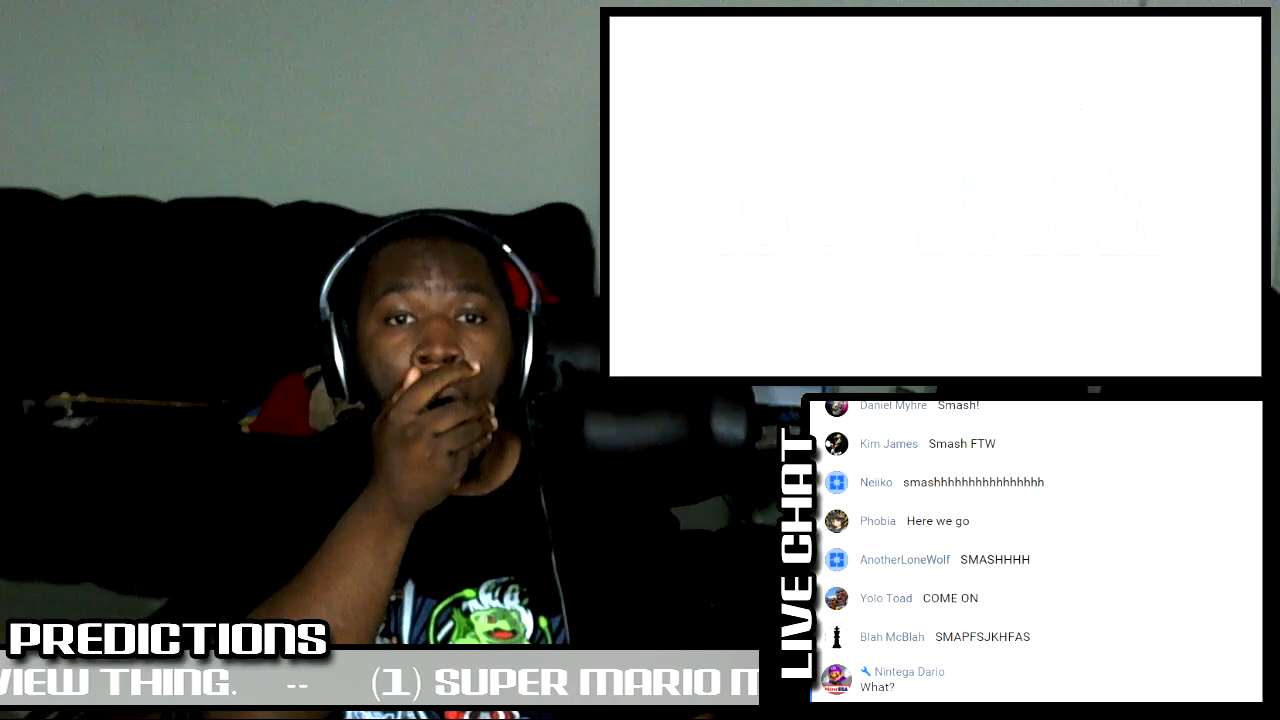 Daniel Myhre Smash!
Kim James Smash FTW
Neiiko smashhhhhhhhhhhhhhhh
Phobia Here we go
AnotherLoneWolf SMASHHHH
Yolo Toad COME ON
Blah McBlah SMAPFSJKHFAS
Nintega Dario
What?
LIVE CHAT
PREDICTIONS
VIEW THING. -- (1) SUPER MARIO M